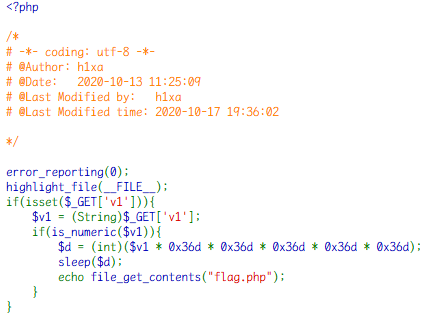 <?php
/*
# -*- coding: utf-8 -*-
# @Author: h1xa
# @Date:   2020-10-13 11:25:09
# @Last Modified by:   h1xa
# @Last Modified time: 2020-10-17 19:36:02
*/
error_reporting(0);
highlight_file(__FILE__);
if(isset($_GET['v1'])){
    $v1 = (String)$_GET['v1'];
    if(is_numeric($v1)){
        $d = (int)($v1 * 0x36d * 0x36d * 0x36d * 0x36d * 0x36d);
        sleep($d);
        echo file_get_contents("flag.php");
    }
}